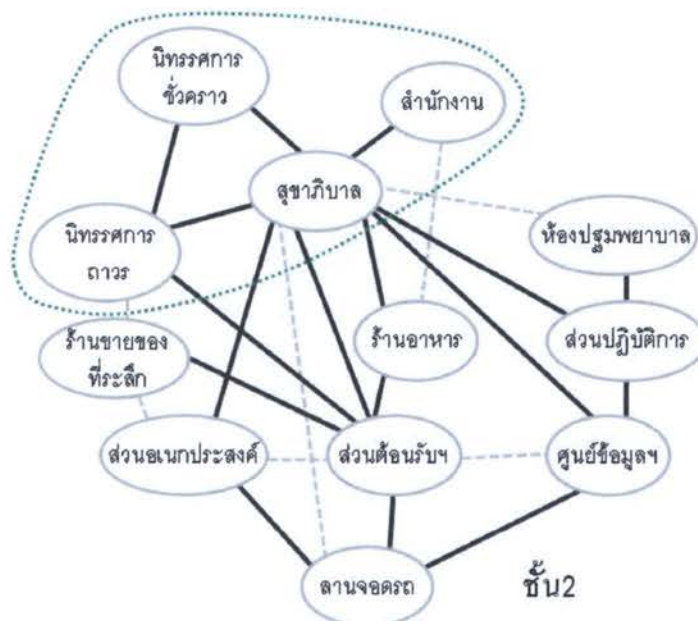 นิทรรศการ
ชั่วคราว
สำนักงาน
สุขาภิบาล
นิทรรศการ
ถาวร
ห้องปฐมพยาบาล
ร้านขายของ
ที่ระลึก
ร้านอาหาร
ส่วนปฏิบัติการ
ส่วนอเนกประสงค์
ส่วนต้อนรับฯ
ศูนย์ข้อมูลฯ
ลานจอดรถ
ชั้น2